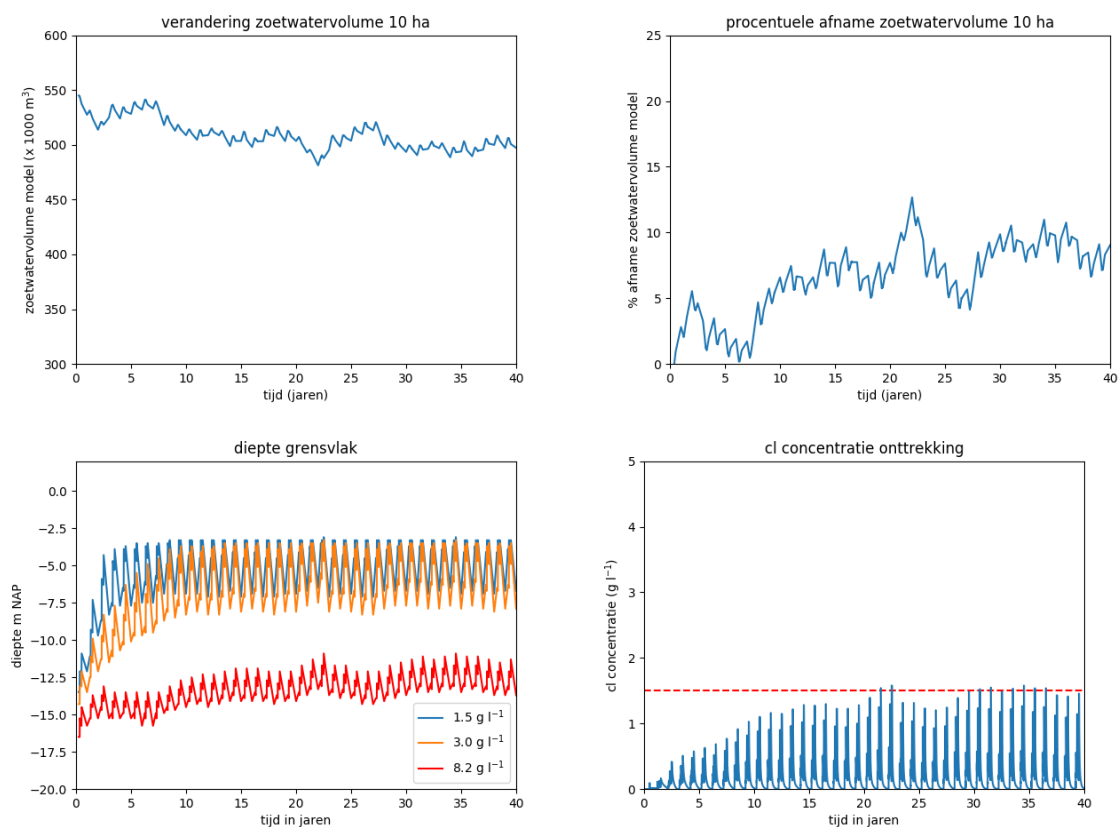 verandering zoetwatervolume 10 ha
600
550
500
450
400
350
300
zoetwatervolume model (x 1000 m³)
0 5 10 15 20 25 30 35 40
tijd (jaren)
procentuele afname zoetwatervolume 10 ha
25
20
15
10
5
0
% afname zoetwatervolume model
0 5 10 15 20 25 30 35 40
tijd (jaren)
diepte grensvlak
0.0
−2.5
−5.0
−7.5
−10.0
−12.5
−15.0
−17.5
−20.0
diepte m NAP
1.5 g l⁻¹
3.0 g l⁻¹
8.2 g l⁻¹
0 5 10 15 20 25 30 35 40
tijd in jaren
cl concentratie onttrekking
5
4
3
2
1
0
cl concentratie (g l⁻¹)
0 5 10 15 20 25 30 35 40
tijd in jaren